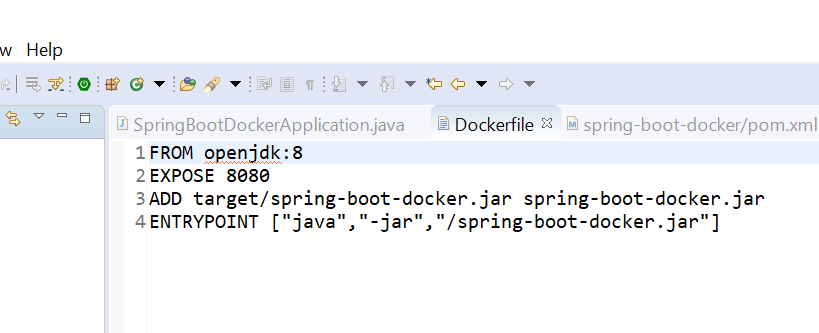 w Help
SpringBootDockerApplication.java Dockerfile spring-boot-docker/pom.xml
1 FROM openjdk:8
2 EXPOSE 8080
3 ADD target/spring-boot-docker.jar spring-boot-docker.jar
4 ENTRYPOINT ["java","-jar","/spring-boot-docker.jar"]